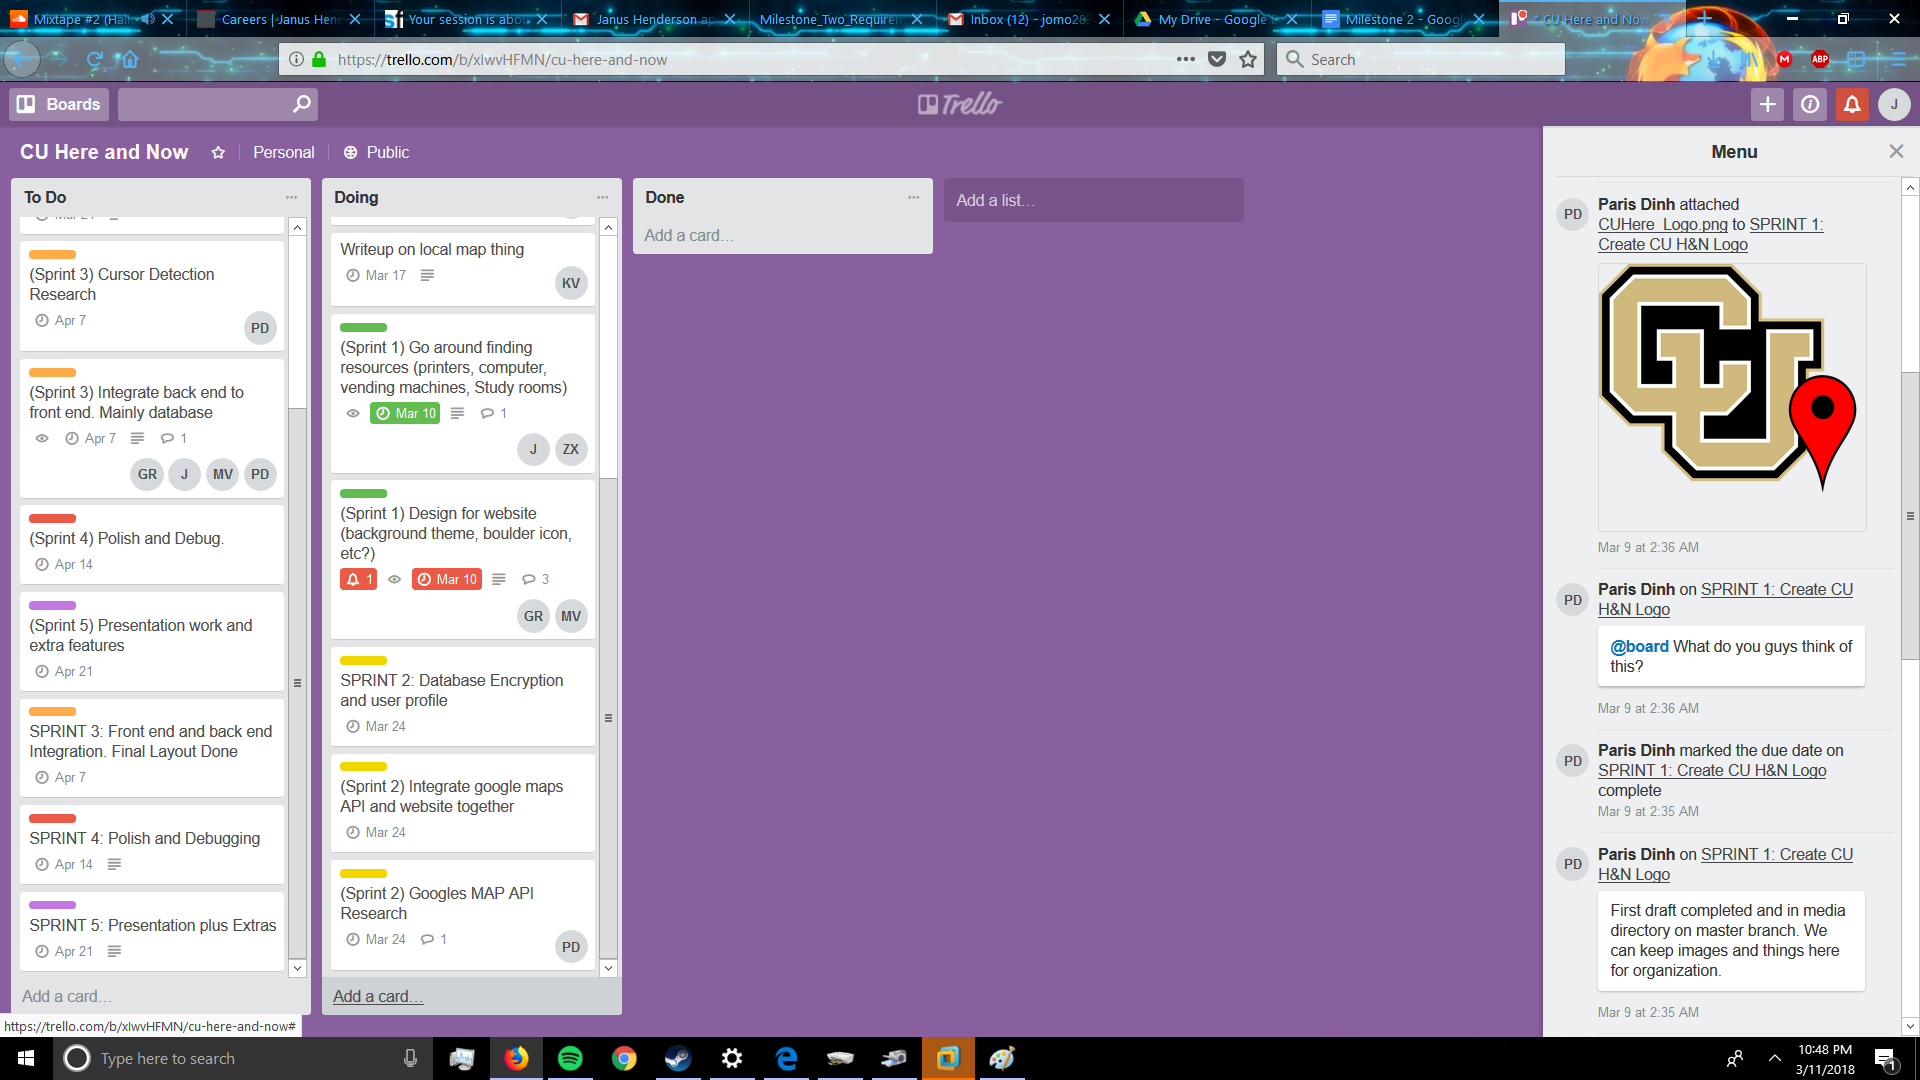 Mixtape #2 (Hall
Careers | Janus Hen
Your session is abou
Janus Henderson ap
Milestone_Two_Requirem
Inbox (12) - jomo28
My Drive - Google
Milestone 2 - Goog
* CU Here and Now
https://trello.com/b/xIwvHFMN/cu-here-and-now
Search
ABP
Boards
Trello
J
CU Here and Now
Personal
Public
To Do
(Sprint 3) Cursor Detection
Research
Apr 7
PD
(Sprint 3) Integrate back end to
front end. Mainly database
Apr 7
1
GR
J
MV
PD
(Sprint 4) Polish and Debug.
Apr 14
(Sprint 5) Presentation work and
extra features
Apr 21
SPRINT 3: Front end and back end
Integration. Final Layout Done
Apr 7
SPRINT 4: Polish and Debugging
Apr 14
SPRINT 5: Presentation plus Extras
Apr 21
Add a card…
Doing
Writeup on local map thing
Mar 17
KV
(Sprint 1) Go around finding
resources (printers, computer,
vending machines, Study rooms)
Mar 10
1
J
ZX
(Sprint 1) Design for website
(background theme, boulder icon,
etc?)
1
Mar 10
3
GR
MV
SPRINT 2: Database Encryption
and user profile
Mar 24
(Sprint 2) Integrate google maps
API and website together
Mar 24
(Sprint 2) Googles MAP API
Research
Mar 24
1
PD
Add a card…
Done
Add a card…
Add a list…
Menu
PD
Paris Dinh attached
CUHere_Logo.png to SPRINT 1:
Create CU H&N Logo
CU
Mar 9 at 2:36 AM
PD
Paris Dinh on SPRINT 1: Create CU
H&N Logo
@board What do you guys think of
this?
Mar 9 at 2:36 AM
PD
Paris Dinh marked the due date on
SPRINT 1: Create CU H&N Logo
complete
Mar 9 at 2:35 AM
PD
Paris Dinh on SPRINT 1: Create CU
H&N Logo
First draft completed and in media
directory on master branch. We
can keep images and things here
for organization.
Mar 9 at 2:35 AM
https://trello.com/b/xIwvHFMN/cu-here-and-now#
Type here to search
10:48 PM
3/11/2018
1